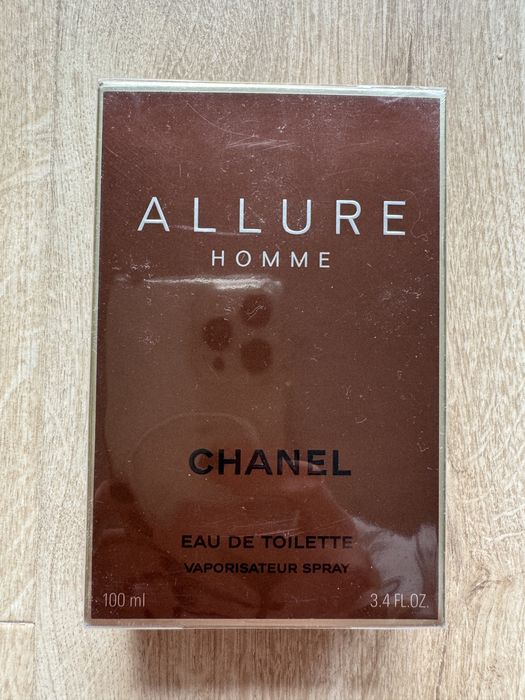 ALLURE
HOMME
CHANEL
EAU DE TOILETTE
VAPORISATEUR SPRAY
100 ml 3.4 FL.OZ.